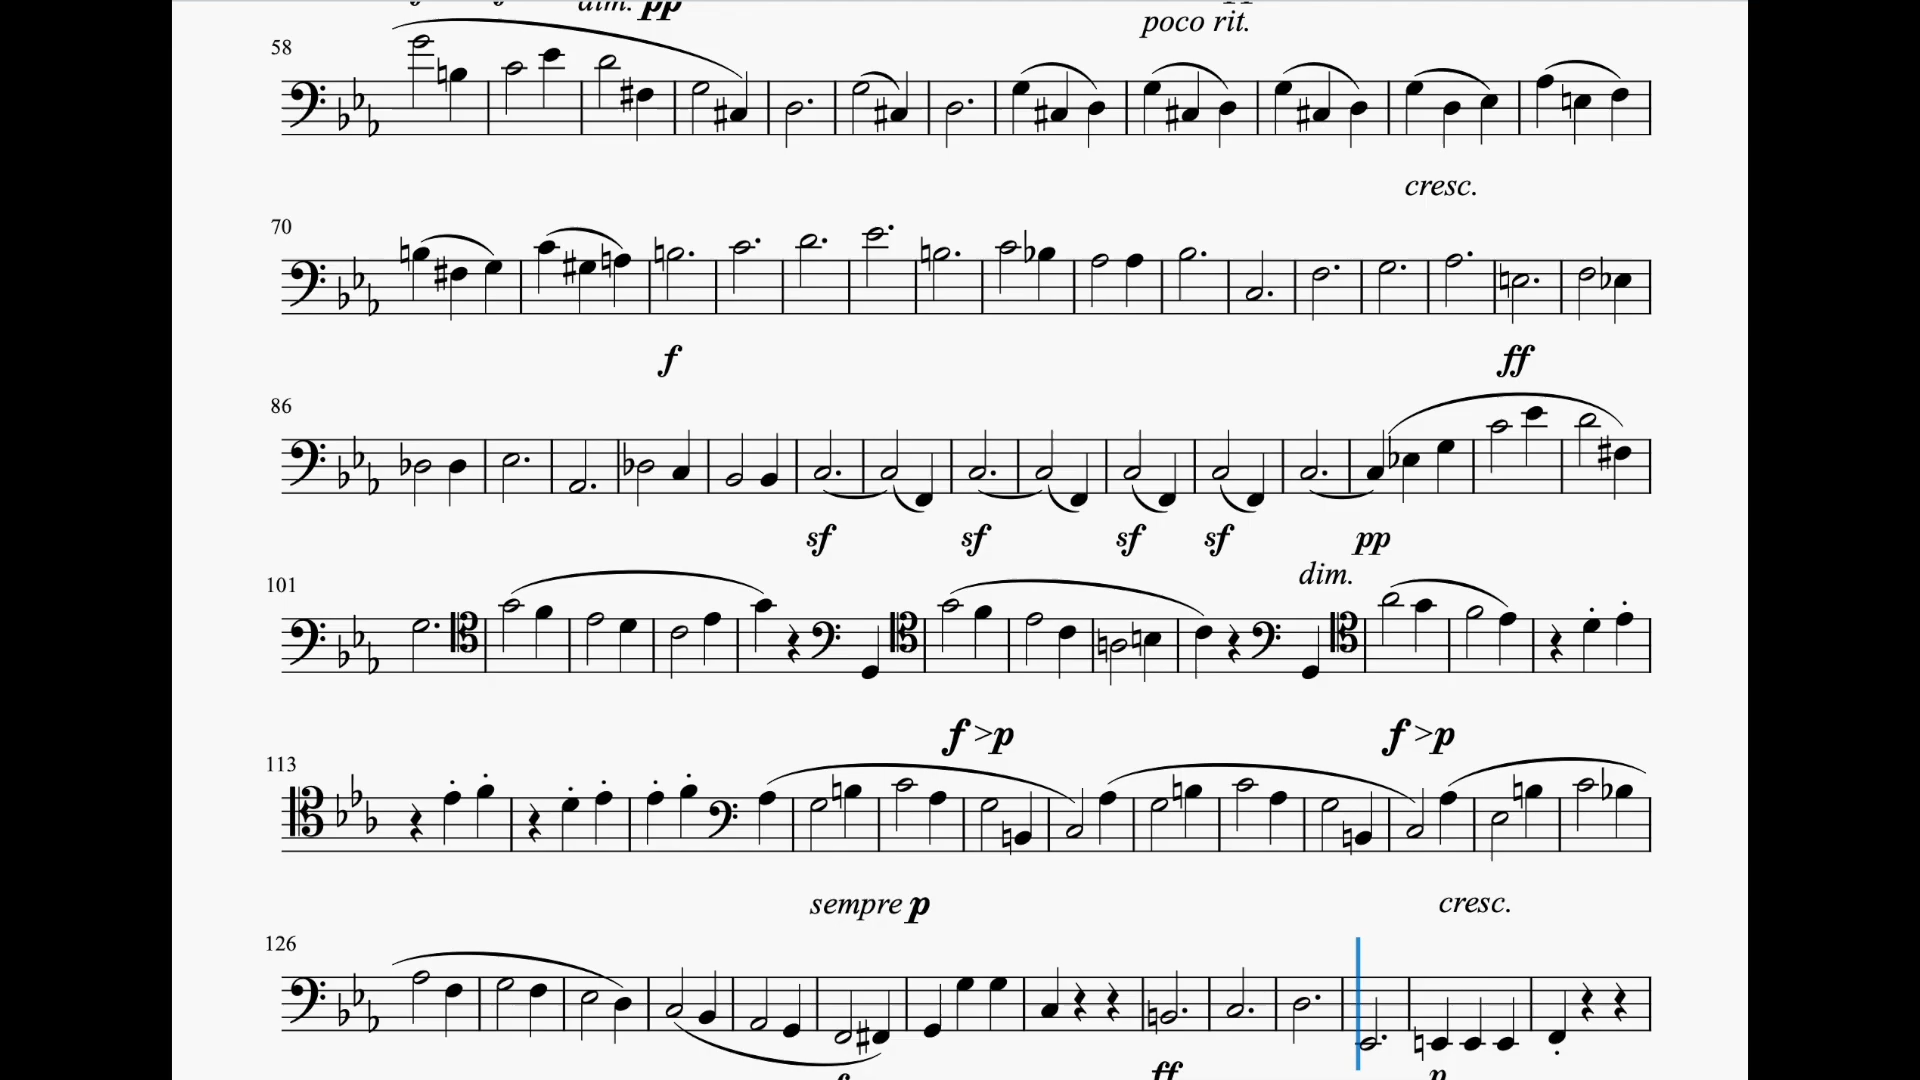 dim. pp
poco rit.
58
cresc.
70
f
ff
86
sf sf sf sf pp
dim.
101
f >p f >p
113
sempre p cresc.
126
ff p